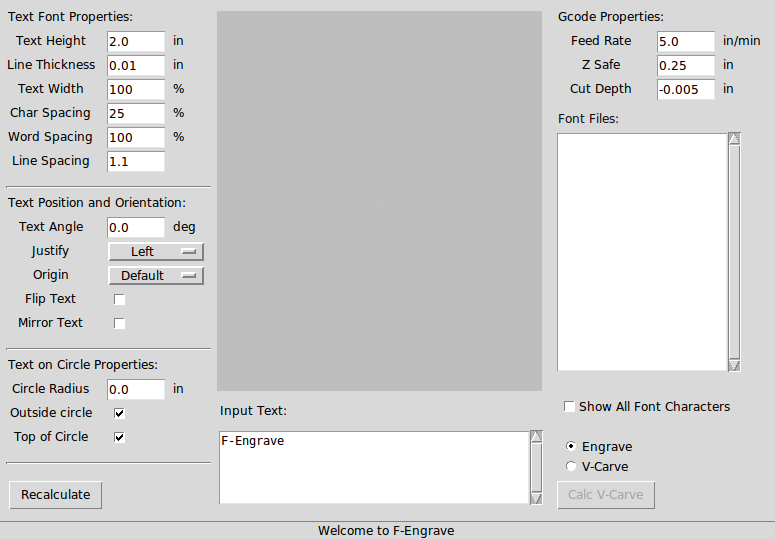 Text Font Properties:
Text Height 2.0 in
Line Thickness 0.01 in
Text Width 100 %
Char Spacing 25 %
Word Spacing 100 %
Line Spacing 1.1
Text Position and Orientation:
Text Angle 0.0 deg
Justify Left
Origin Default
Flip Text
Mirror Text
Text on Circle Properties:
Circle Radius 0.0 in
Outside circle
Top of Circle
Recalculate
Input Text:
F-Engrave
Gcode Properties:
Feed Rate 5.0 in/min
Z Safe 0.25 in
Cut Depth -0.005 in
Font Files:
Show All Font Characters
Engrave
V-Carve
Calc V-Carve
Welcome to F-Engrave